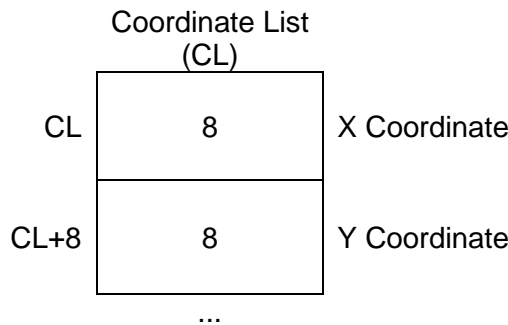 Coordinate List
(CL)
CL 8 X Coordinate
CL+8 8 Y Coordinate
...